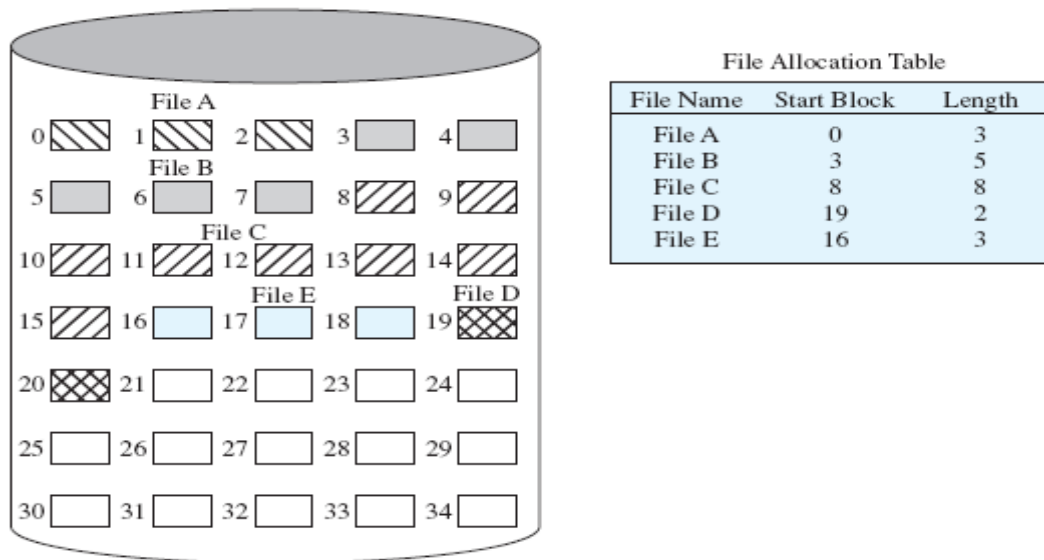 File Allocation Table
File Name Start Block Length
File A 0 3
File B 3 5
File C 8 8
File D 19 2
File E 16 3
File A
0 1 2 3 4
File B
5 6 7 8 9
File C
10 11 12 13 14
File E File D
15 16 17 18 19
20 21 22 23 24
25 26 27 28 29
30 31 32 33 34